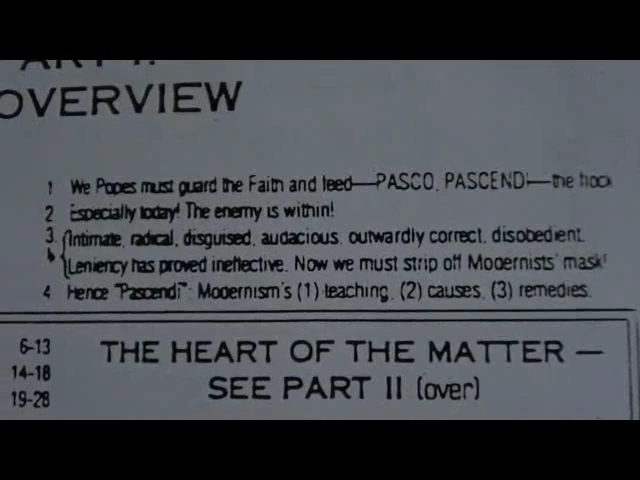 PART I:
OVERVIEW
1 We Popes must guard the Faith and feed—PASCO, PASCENDI—the flock
2 Especially today! The enemy is within!
3 Intimate, radical, disguised, audacious, outwardly correct, disobedient.
Leniency has proved ineffective. Now we must strip off Modernists' mask!
4 Hence "Pascendi": Modernism's (1) teaching, (2) causes, (3) remedies.
6-13 THE HEART OF THE MATTER —
14-18 SEE PART II (over)
19-28